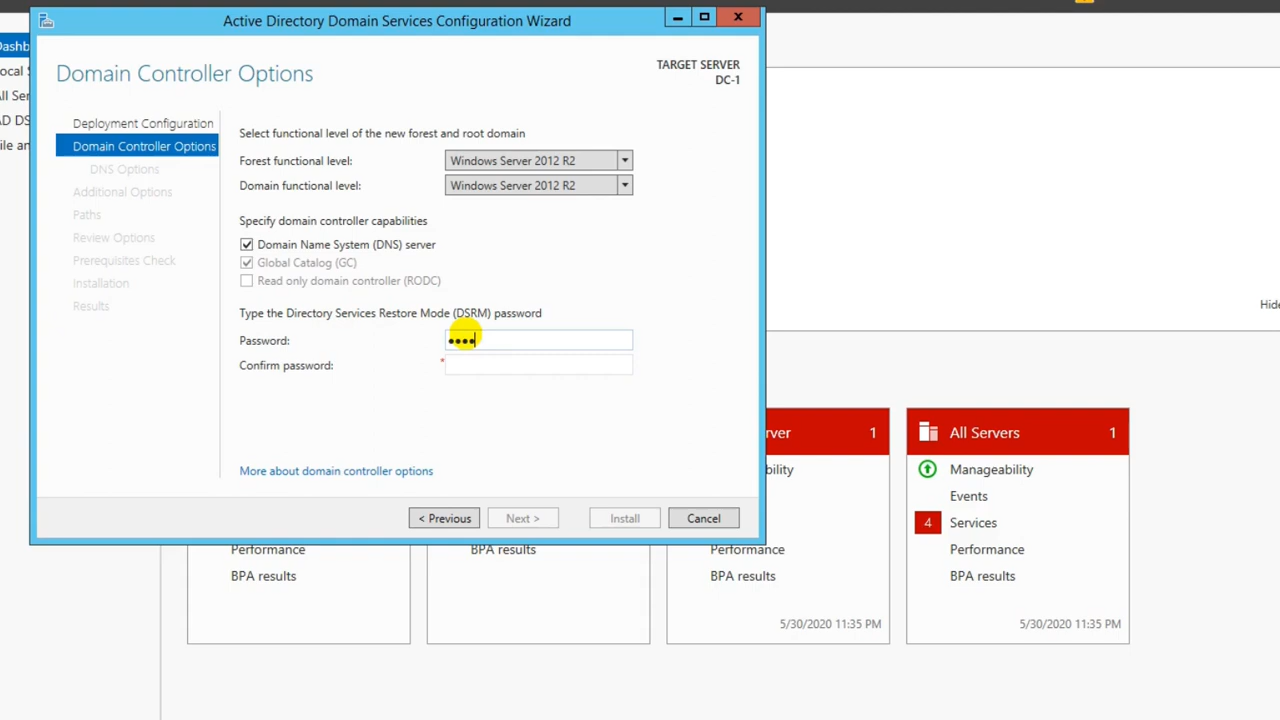 Active Directory Domain Services Configuration Wizard
Domain Controller Options
TARGET SERVER
DC-1
Deployment Configuration
Domain Controller Options
DNS Options
Additional Options
Paths
Review Options
Prerequisites Check
Installation
Results
Select functional level of the new forest and root domain
Forest functional level: Windows Server 2012 R2
Domain functional level: Windows Server 2012 R2
Specify domain controller capabilities
Domain Name System (DNS) server
Global Catalog (GC)
Read only domain controller (RODC)
Type the Directory Services Restore Mode (DSRM) password
Password: ••••
Confirm password: *
More about domain controller options
< Previous Next > Install Cancel
Dashb
ocal S
ll Ser
D DS
ile an
Hide
Performance
BPA results
BPA results
rver 1
bility
Performance
BPA results
5/30/2020 11:35 PM
All Servers 1
Manageability
Events
4 Services
Performance
BPA results
5/30/2020 11:35 PM